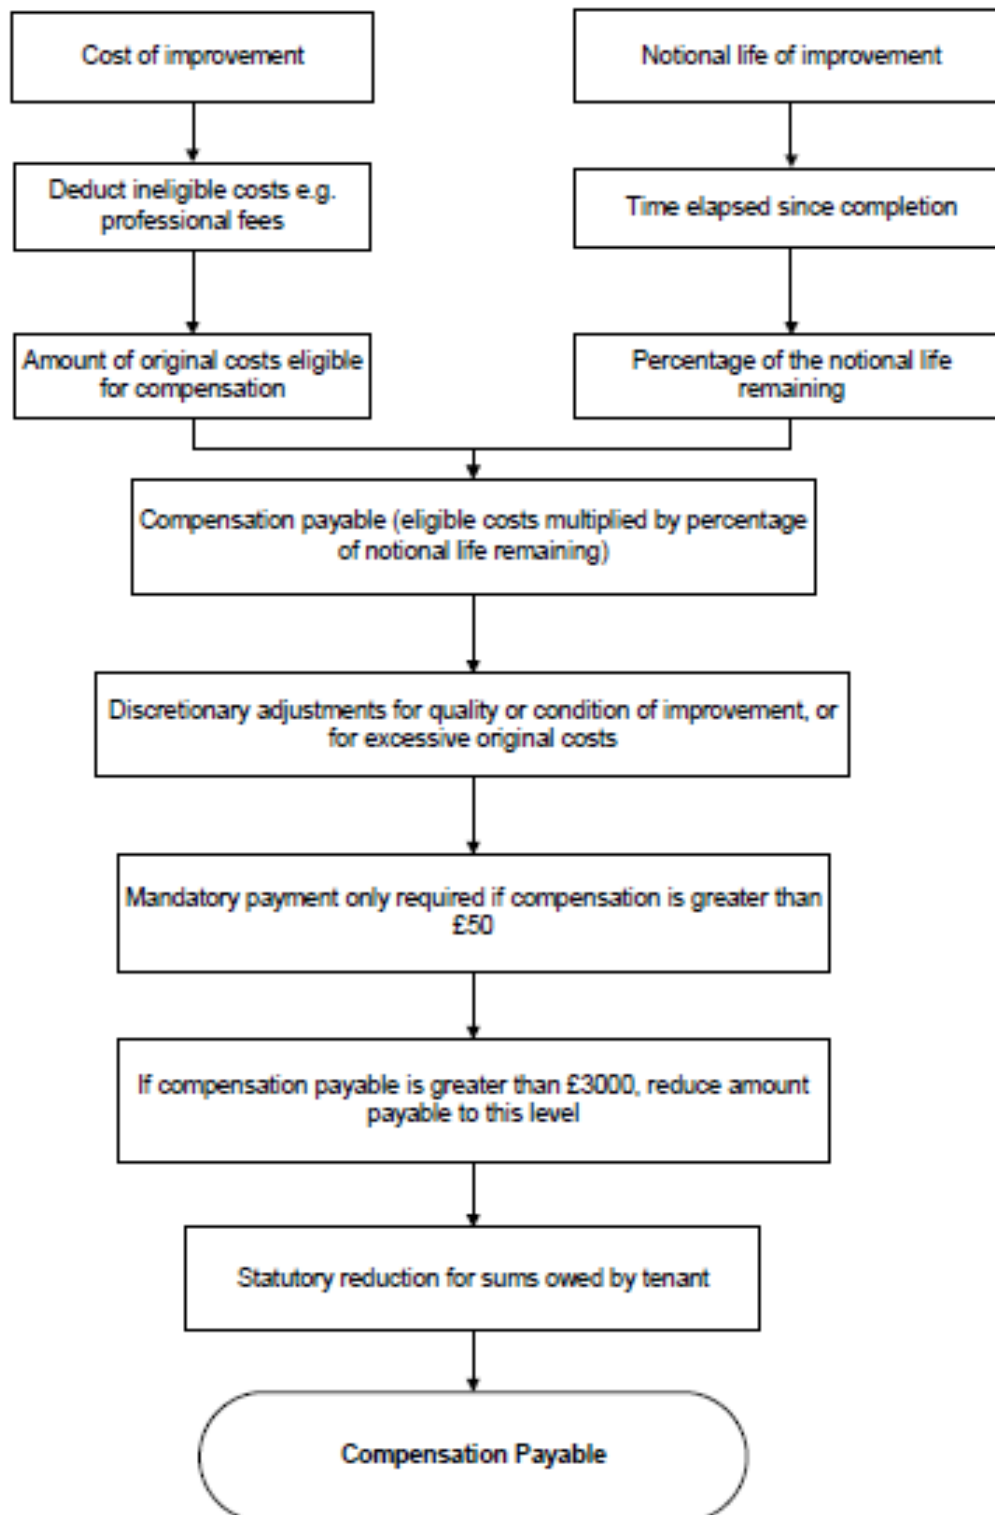 Cost of improvement
Notional life of improvement
Deduct ineligible costs e.g.
professional fees
Time elapsed since completion
Amount of original costs eligible
for compensation
Percentage of the notional life
remaining
Compensation payable (eligible costs multiplied by percentage
of notional life remaining)
Discretionary adjustments for quality or condition of improvement, or
for excessive original costs
Mandatory payment only required if compensation is greater than
£50
If compensation payable is greater than £3000, reduce amount
payable to this level
Statutory reduction for sums owed by tenant
Compensation Payable